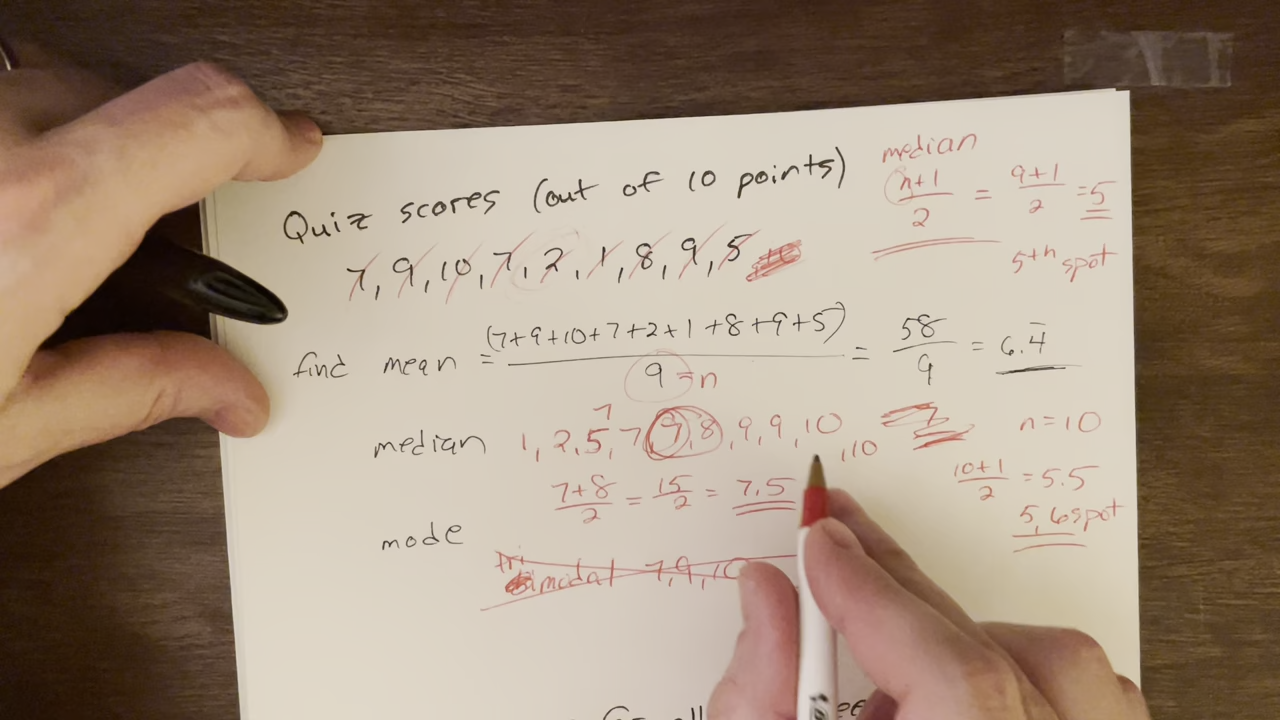 Quiz scores (out of 10 points)
7, 9, 10, 7, 2, 1, 8, 9, 5
median
n+1
2
= 9+1
2
= 5
5th spot
find mean = (7+9+10+7+2+1+8+9+5)
9 = n
= 58
9
= 6.4̅
7
median 1, 2, 5, 7, 7, 8, 9, 9, 10, 10
7
n=10
7+8
2
= 15
2
= 7.5
10+1
2
= 5.5
5, 6 spot
mode
tri
modal 7, 9, 10